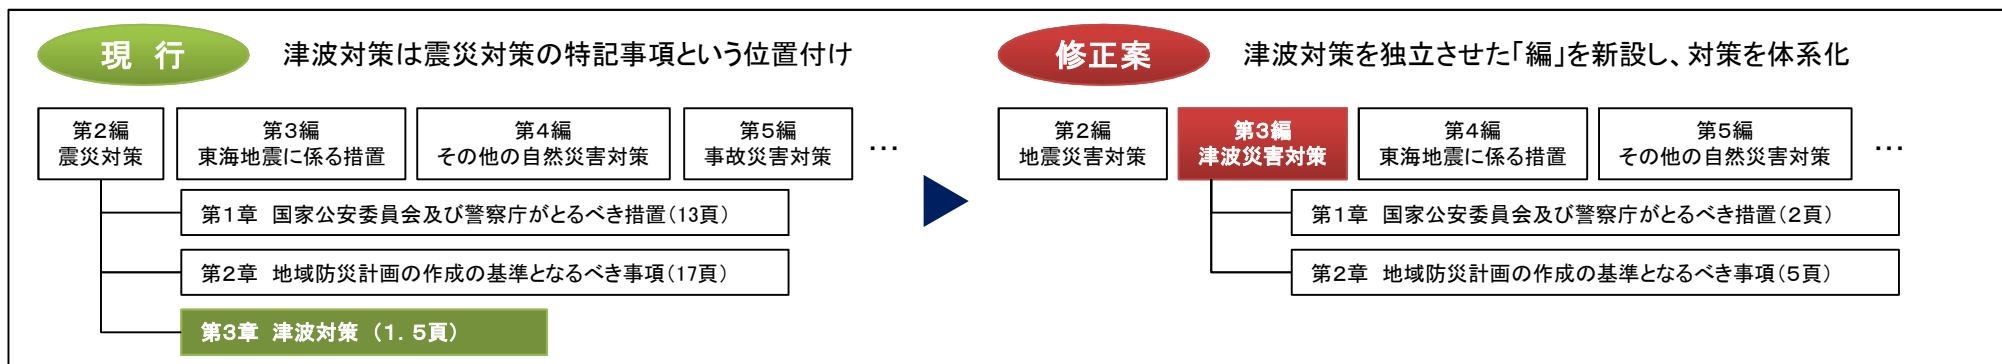 現 行
津波対策は震災対策の特記事項という位置付け
第2編
震災対策
第3編
東海地震に係る措置
第4編
その他の自然災害対策
第5編
事故災害対策
…
第1章 国家公安委員会及び警察庁がとるべき措置(13頁)
第2章 地域防災計画の作成の基準となるべき事項(17頁)
第3章 津波対策 (1.5頁)
修正案
津波対策を独立させた「編」を新設し、対策を体系化
第2編
地震災害対策
第3編
津波災害対策
第4編
東海地震に係る措置
第5編
その他の自然災害対策
…
第1章 国家公安委員会及び警察庁がとるべき措置(2頁)
第2章 地域防災計画の作成の基準となるべき事項(5頁)